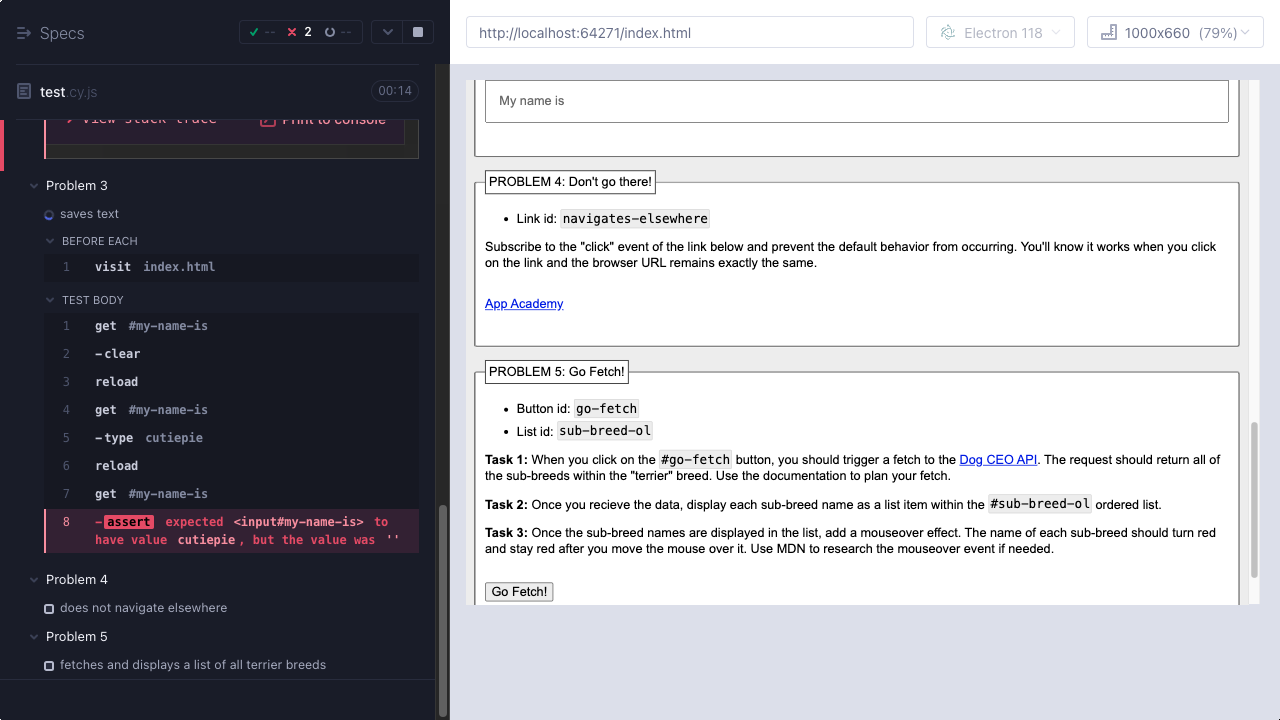 Specs
-- 2 --
test.cy.js
00:14
View stack trace
Print to console
Problem 3
saves text
BEFORE EACH
1 visit index.html
TEST BODY
1 get #my-name-is
2 -clear
3 reload
4 get #my-name-is
5 -type cutiepie
6 reload
7 get #my-name-is
8 -assert expected <input#my-name-is> to
have value cutiepie, but the value was ''
Problem 4
does not navigate elsewhere
Problem 5
fetches and displays a list of all terrier breeds
http://localhost:64271/index.html
Electron 118
1000x660 (79%)
My name is
PROBLEM 4: Don't go there!
• Link id: navigates-elsewhere
Subscribe to the "click" event of the link below and prevent the default behavior from occurring. You'll know it works when you click
on the link and the browser URL remains exactly the same.
App Academy
PROBLEM 5: Go Fetch!
• Button id: go-fetch
• List id: sub-breed-ol
Task 1: When you click on the #go-fetch button, you should trigger a fetch to the Dog CEO API. The request should return all of
the sub-breeds within the "terrier" breed. Use the documentation to plan your fetch.
Task 2: Once you recieve the data, display each sub-breed name as a list item within the #sub-breed-ol ordered list.
Task 3: Once the sub-breed names are displayed in the list, add a mouseover effect. The name of each sub-breed should turn red
and stay red after you move the mouse over it. Use MDN to research the mouseover event if needed.
Go Fetch!